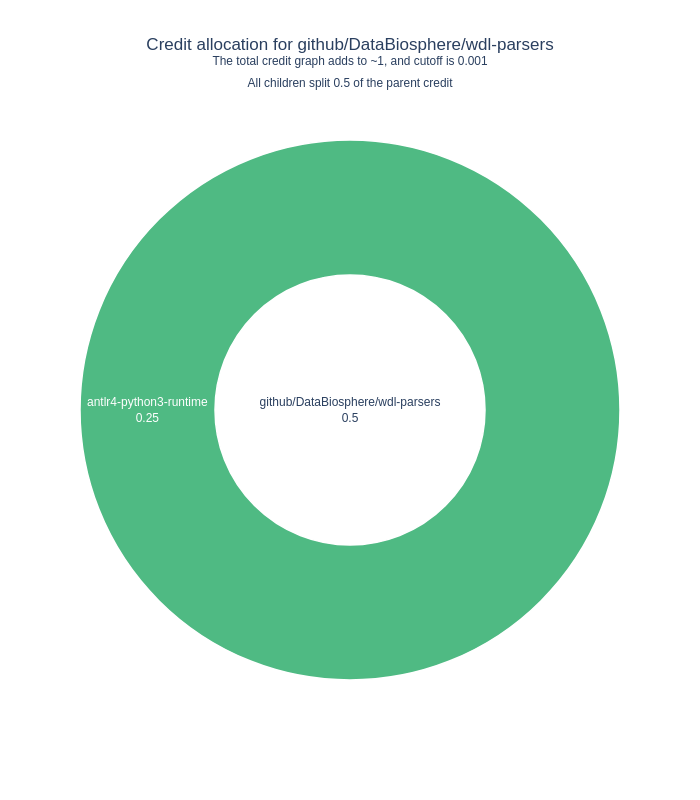 Credit allocation for github/DataBiosphere/wdl-parsers
The total credit graph adds to ~1, and cutoff is 0.001
All children split 0.5 of the parent credit
antlr4-python3-runtime
0.25
github/DataBiosphere/wdl-parsers
0.5